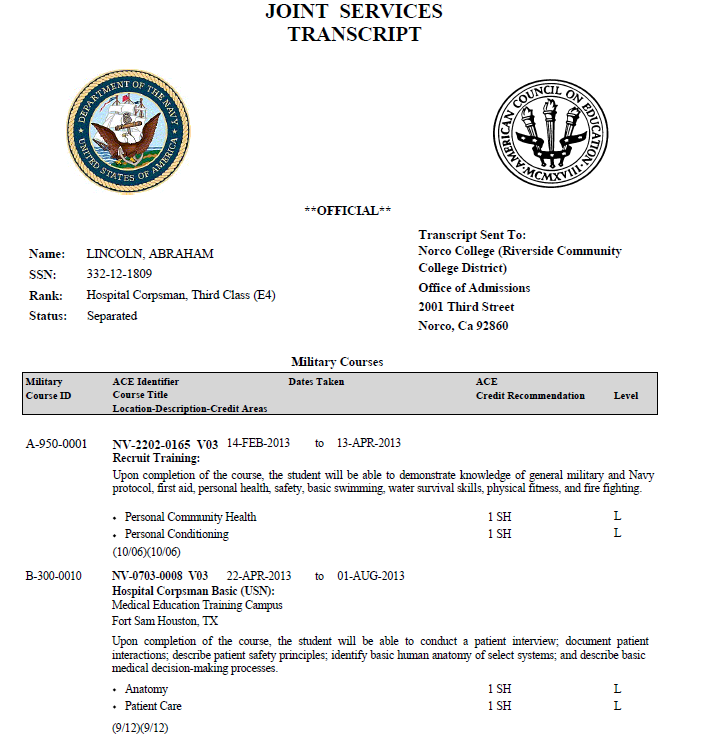 JOINT SERVICES
TRANSCRIPT
DEPARTMENT OF THE NAVY
UNITED STATES OF AMERICA
AMERICAN COUNCIL ON EDUCATION
MCMXVIII
**OFFICIAL**
Name: LINCOLN, ABRAHAM
SSN: 332-12-1809
Rank: Hospital Corpsman, Third Class (E4)
Status: Separated
Transcript Sent To:
Norco College (Riverside Community
College District)
Office of Admissions
2001 Third Street
Norco, Ca 92860
Military Courses
Military ACE Identifier Dates Taken ACE
Course ID Course Title Credit Recommendation Level
Location-Description-Credit Areas
A-950-0001 NV-2202-0165 V03 14-FEB-2013 to 13-APR-2013
Recruit Training:
Upon completion of the course, the student will be able to demonstrate knowledge of general military and Navy
protocol, first aid, personal health, safety, basic swimming, water survival skills, physical fitness, and fire fighting.
• Personal Community Health 1 SH L
• Personal Conditioning 1 SH L
(10/06)(10/06)
B-300-0010 NV-0703-0008 V03 22-APR-2013 to 01-AUG-2013
Hospital Corpsman Basic (USN):
Medical Education Training Campus
Fort Sam Houston, TX
Upon completion of the course, the student will be able to conduct a patient interview; document patient
interactions; describe patient safety principles; identify basic human anatomy of select systems; and describe basic
medical decision-making processes.
• Anatomy 1 SH L
• Patient Care 1 SH L
(9/12)(9/12)